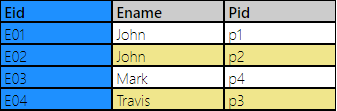 Eid Ename Pid
E01 John p1
E02 John p2
E03 Mark p4
E04 Travis p3